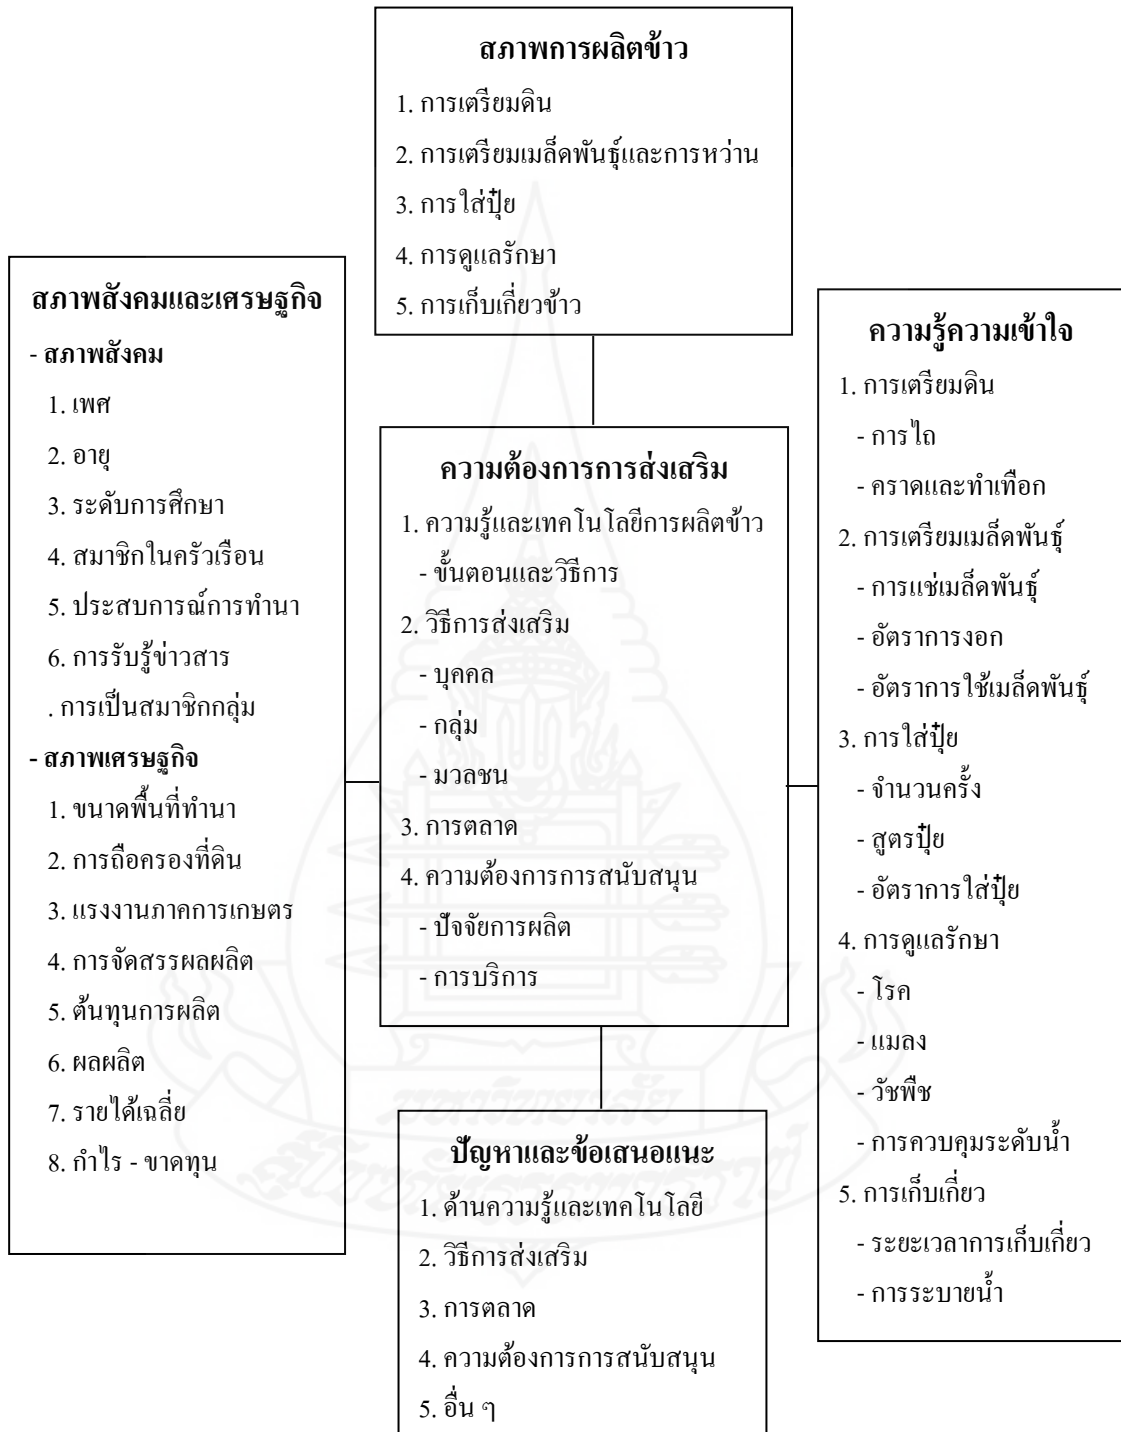 สภาพการผลิตข้าว
1. การเตรียมดิน
2. การเตรียมเมล็ดพันธุ์และการหว่าน
3. การใส่ปุ๋ย
4. การดูแลรักษา
5. การเก็บเกี่ยวข้าว
สภาพสังคมและเศรษฐกิจ
- สภาพสังคม
1. เพศ
2. อายุ
3. ระดับการศึกษา
4. สมาชิกในครัวเรือน
5. ประสบการณ์การทำนา
6. การรับรู้ข่าวสาร
. การเป็นสมาชิกกลุ่ม
- สภาพเศรษฐกิจ
1. ขนาดพื้นที่ทำนา
2. การถือครองที่ดิน
3. แรงงานภาคการเกษตร
4. การจัดสรรผลผลิต
5. ต้นทุนการผลิต
6. ผลผลิต
7. รายได้เฉลี่ย
8. กำไร - ขาดทุน
ความต้องการการส่งเสริม
1. ความรู้และเทคโนโลยีการผลิตข้าว
- ขั้นตอนและวิธีการ
2. วิธีการส่งเสริม
- บุคคล
- กลุ่ม
- มวลชน
3. การตลาด
4. ความต้องการการสนับสนุน
- ปัจจัยการผลิต
- การบริการ
ความรู้ความเข้าใจ
1. การเตรียมดิน
- การไถ
- คราดและทำเทือก
2. การเตรียมเมล็ดพันธุ์
- การแช่เมล็ดพันธุ์
- อัตราการงอก
- อัตราการใช้เมล็ดพันธุ์
3. การใส่ปุ๋ย
- จำนวนครั้ง
- สูตรปุ๋ย
- อัตราการใส่ปุ๋ย
4. การดูแลรักษา
- โรค
- แมลง
- วัชพืช
- การควบคุมระดับน้ำ
5. การเก็บเกี่ยว
- ระยะเวลาการเก็บเกี่ยว
- การระบายน้ำ
ปัญหาและข้อเสนอแนะ
1. ด้านความรู้และเทคโนโลยี
2. วิธีการส่งเสริม
3. การตลาด
4. ความต้องการการสนับสนุน
5. อื่น ๆ
มหาวิทยาลัย
สุโขทัยธรรมาธิราช